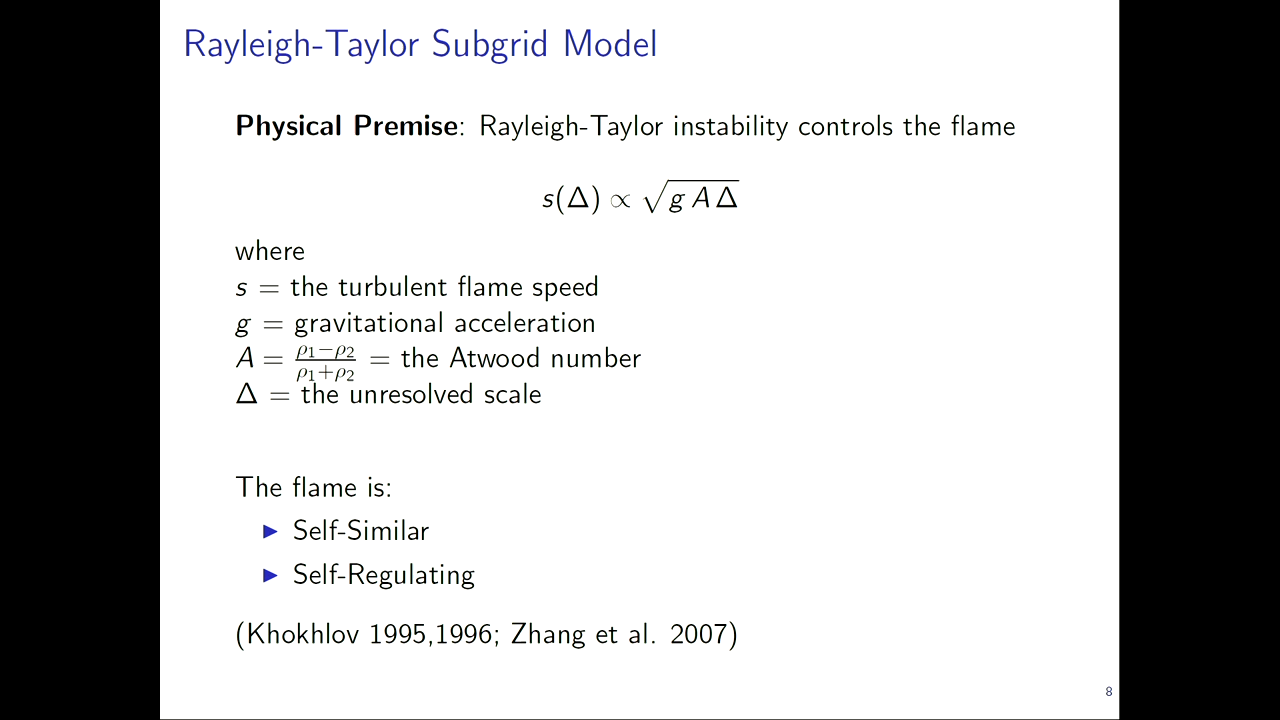 Rayleigh-Taylor Subgrid Model
Physical Premise: Rayleigh-Taylor instability controls the flame
s(Δ) ∝ √(g A Δ)
where
s = the turbulent flame speed
g = gravitational acceleration
A = (ρ₁−ρ₂)/(ρ₁+ρ₂) = the Atwood number
Δ = the unresolved scale
The flame is:
▶ Self-Similar
▶ Self-Regulating
(Khokhlov 1995,1996; Zhang et al. 2007)
8